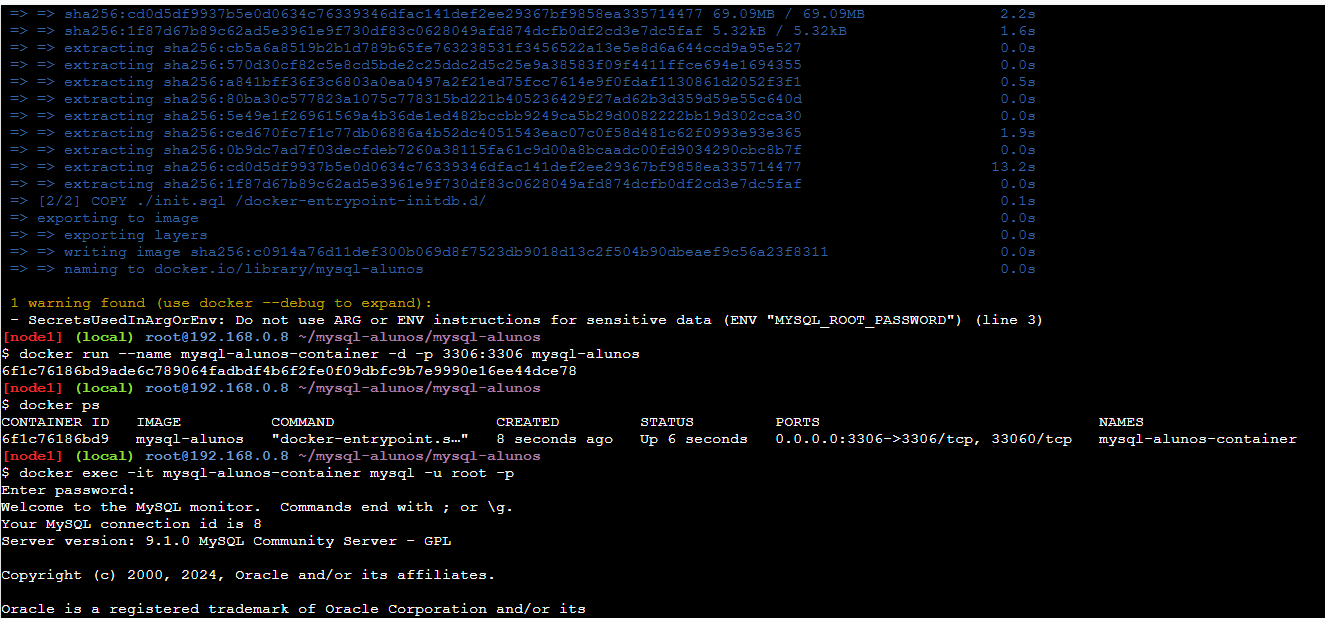 => => sha256:cd0d5df9937b5e0d0634c76339346dfac141def2ee29367bf9858ea335714477 69.09MB / 69.09MB 2.2s
=> => sha256:1f87d67b89c62ad5e3961e9f730df83c0628049afd874dcfb0df2cd3e7dc5faf 5.32kB / 5.32kB 1.6s
=> => extracting sha256:cb5a6a8519b2b1d789b65fe763238531f3456522a13e5e8d6a644ccd9a95e527 0.0s
=> => extracting sha256:570d30cf82c5e8cd5bde2c25ddc2d5c25e9a38583f09f4411ffce694e1694355 0.0s
=> => extracting sha256:a841bff36f3c6803a0ea0497a2f21ed75fcc7614e9f0fdaf1130861d2052f3f1 0.5s
=> => extracting sha256:80ba30c577823a1075c778315bd221b405236429f27ad62b3d359d59e55c640d 0.0s
=> => extracting sha256:5e49e1f26961569a4b36de1ed482bccbb9249ca5b29d0082222bb19d302cca30 0.0s
=> => extracting sha256:ced670fc7f1c77db06886a4b52dc4051543eac07c0f58d481c62f0993e93e365 1.9s
=> => extracting sha256:0b9dc7ad7f03decfdeb7260a38115fa61c9d00a8bcaadc00fd9034290cbc8b7f 0.0s
=> => extracting sha256:cd0d5df9937b5e0d0634c76339346dfac141def2ee29367bf9858ea335714477 13.2s
=> => extracting sha256:1f87d67b89c62ad5e3961e9f730df83c0628049afd874dcfb0df2cd3e7dc5faf 0.0s
=> [2/2] COPY ./init.sql /docker-entrypoint-initdb.d/ 0.1s
=> exporting to image 0.0s
=> => exporting layers 0.0s
=> => writing image sha256:c0914a76d11def300b069d8f7523db9018d13c2f504b90dbeaef9c56a23f8311 0.0s
=> => naming to docker.io/library/mysql-alunos 0.0s
1 warning found (use docker --debug to expand):
- SecretsUsedInArgOrEnv: Do not use ARG or ENV instructions for sensitive data (ENV "MYSQL_ROOT_PASSWORD") (line 3)
[node1] (local) root@192.168.0.8 ~/mysql-alunos/mysql-alunos
$ docker run --name mysql-alunos-container -d -p 3306:3306 mysql-alunos
6f1c76186bd9ade6c789064fadbdf4b6f2fe0f09dbfc9b7e9990e16ee44dce78
[node1] (local) root@192.168.0.8 ~/mysql-alunos/mysql-alunos
$ docker ps
CONTAINER ID IMAGE COMMAND CREATED STATUS PORTS NAMES
6f1c76186bd9 mysql-alunos "docker-entrypoint.s…" 8 seconds ago Up 6 seconds 0.0.0.0:3306->3306/tcp, 33060/tcp mysql-alunos-container
[node1] (local) root@192.168.0.8 ~/mysql-alunos/mysql-alunos
$ docker exec -it mysql-alunos-container mysql -u root -p
Enter password:
Welcome to the MySQL monitor.  Commands end with ; or \g.
Your MySQL connection id is 8
Server version: 9.1.0 MySQL Community Server - GPL
Copyright (c) 2000, 2024, Oracle and/or its affiliates.
Oracle is a registered trademark of Oracle Corporation and/or its